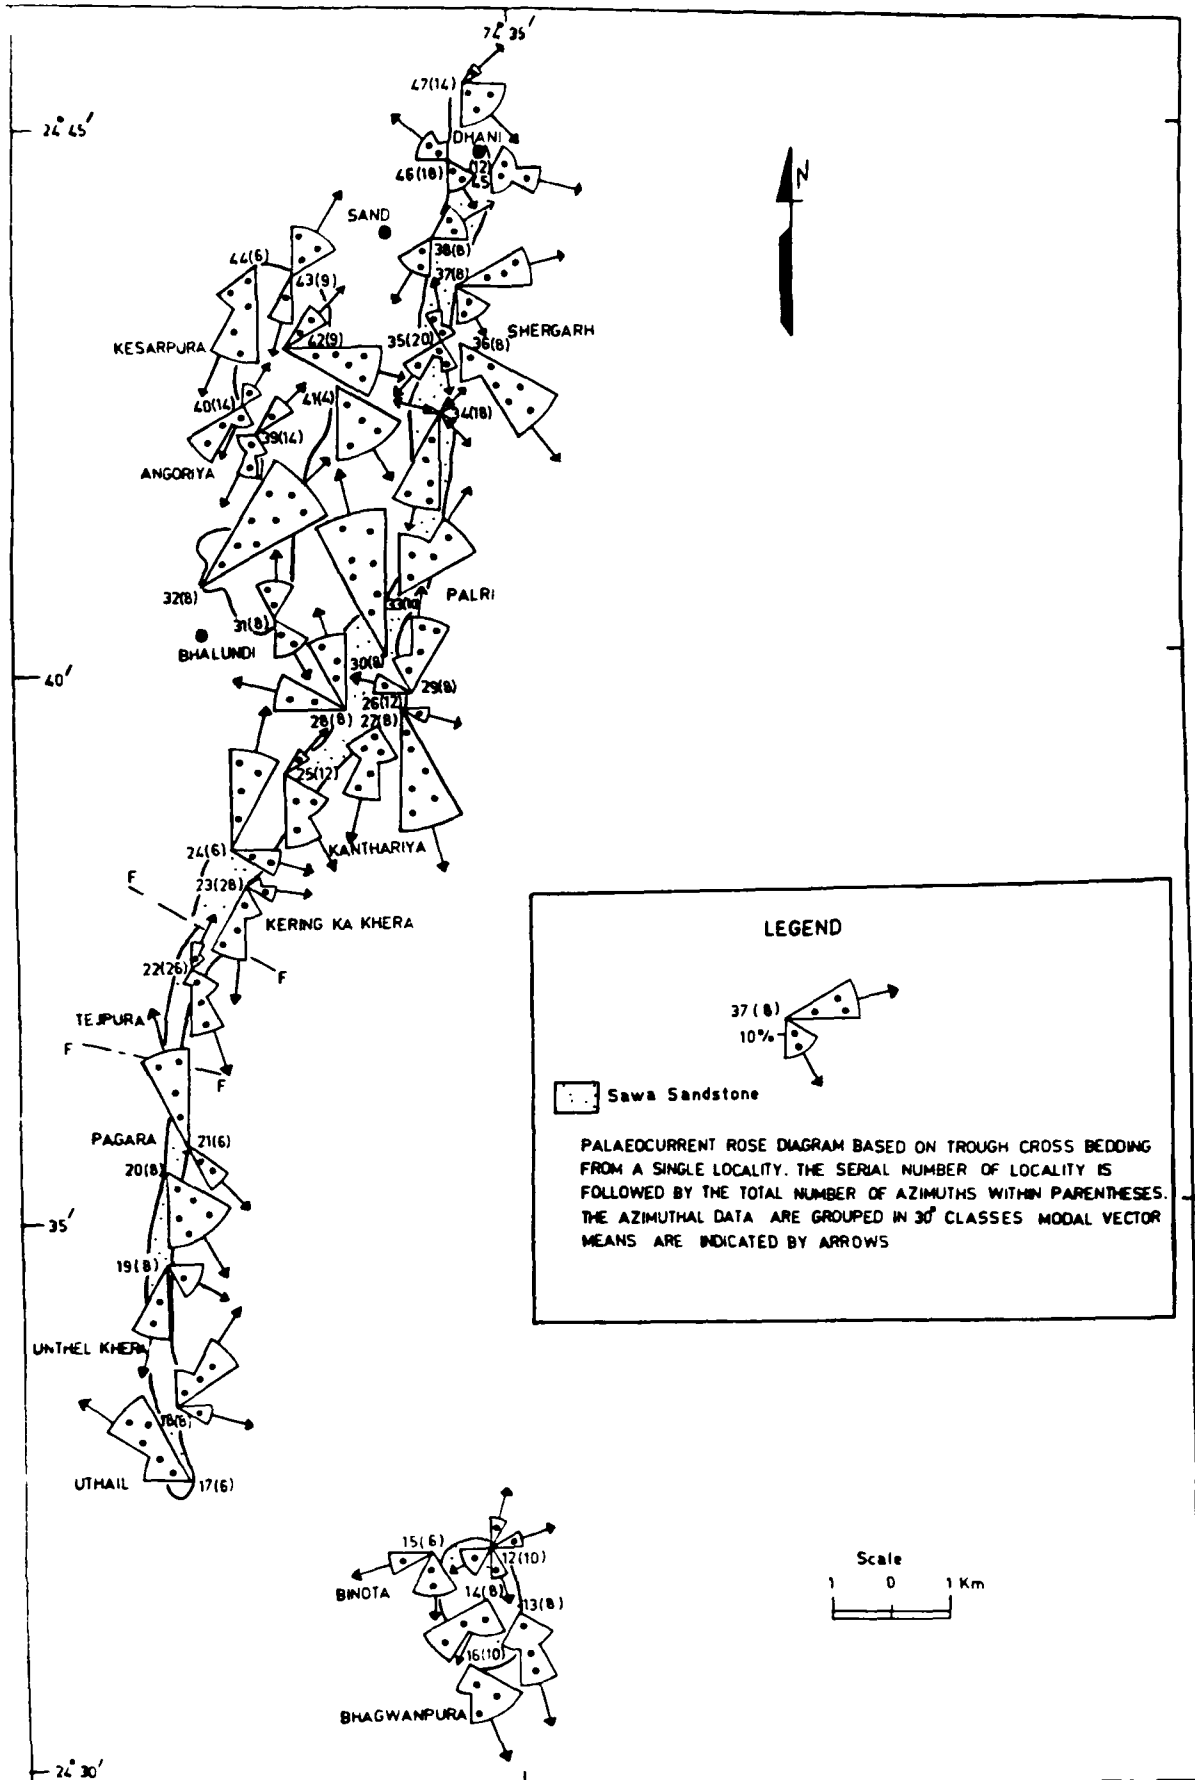 74° 35′
47(14)
24° 45′
DHANI
46(18)
(12)
45
N
SAND
38(8)
44(6)
43(9)
37(8)
SHERGARH
KESARPURA
42(9)
35(20)
36(8)
40(14)
41(4)
34(18)
39(14)
ANGORIYA
32(8)
PALRI
31(8)
BHALUNDI
30(8)
40′
29(8)
26(12)
28(8)
27(8)
25(12)
KANTHARIYA
24(6)
F
23(28)
KERING KA KHERA
LEGEND
22(26)
F
37(8)
10%
TEJPURA
F
F
Sawa Sandstone
PAGARA
21(6)
20(8)
PALAEOCURRENT ROSE DIAGRAM BASED ON TROUGH CROSS BEDDING
FROM A SINGLE LOCALITY. THE SERIAL NUMBER OF LOCALITY IS
FOLLOWED BY THE TOTAL NUMBER OF AZIMUTHS WITHIN PARENTHESES.
THE AZIMUTHAL DATA ARE GROUPED IN 30° CLASSES MODAL VECTOR
MEANS ARE INDICATED BY ARROWS
35′
19(8)
UNTHEL KHERA
18(8)
UTHAIL
17(6)
15(6)
12(10)
Scale
1 0 1 Km
BINOTA
14(8)
13(8)
16(10)
BHAGWANPURA
24° 30′